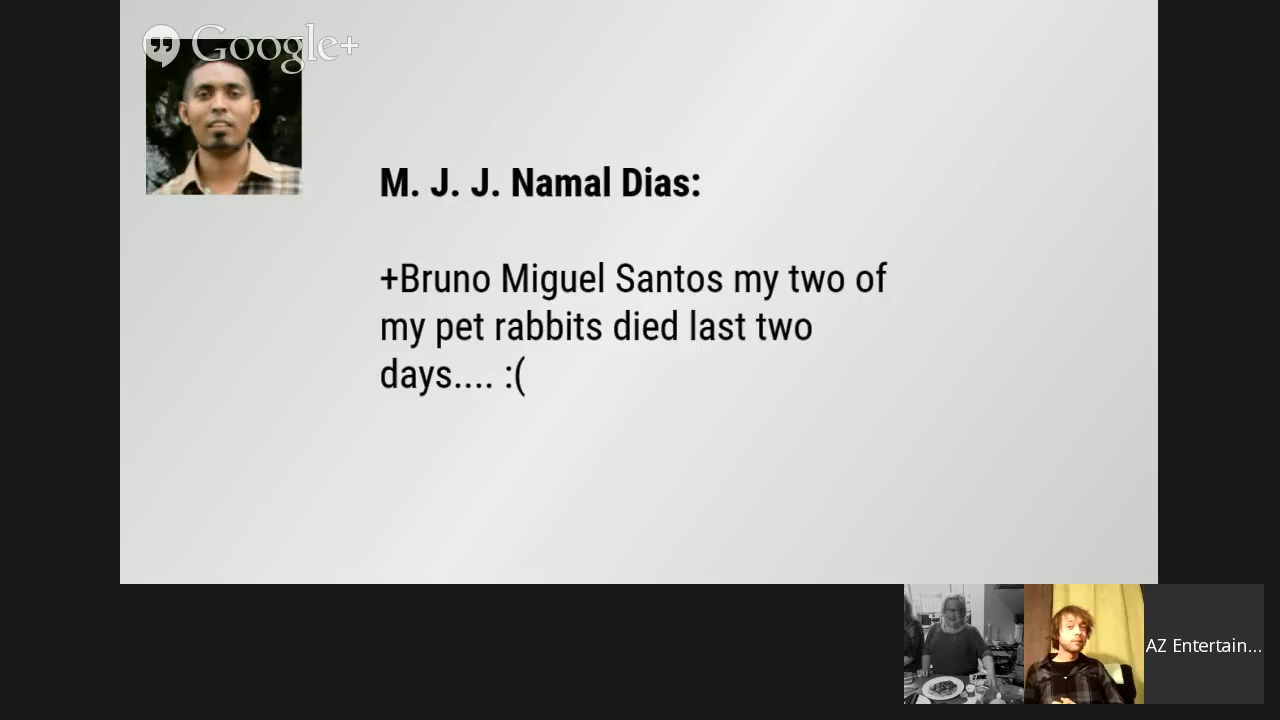 Google+
M. J. J. Namal Dias:
+Bruno Miguel Santos my two of
my pet rabbits died last two
days.... :(
AZ Entertain...